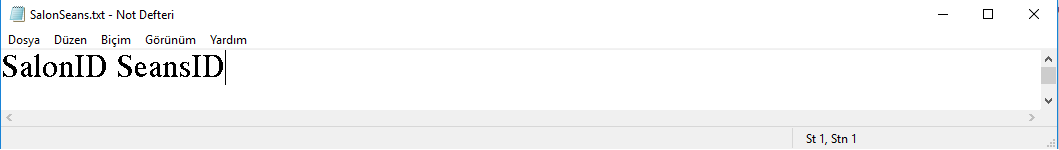 SalonSeans.txt - Not Defteri
Dosya Düzen Biçim Görünüm Yardım
SalonID SeansID
St 1, Stn 1